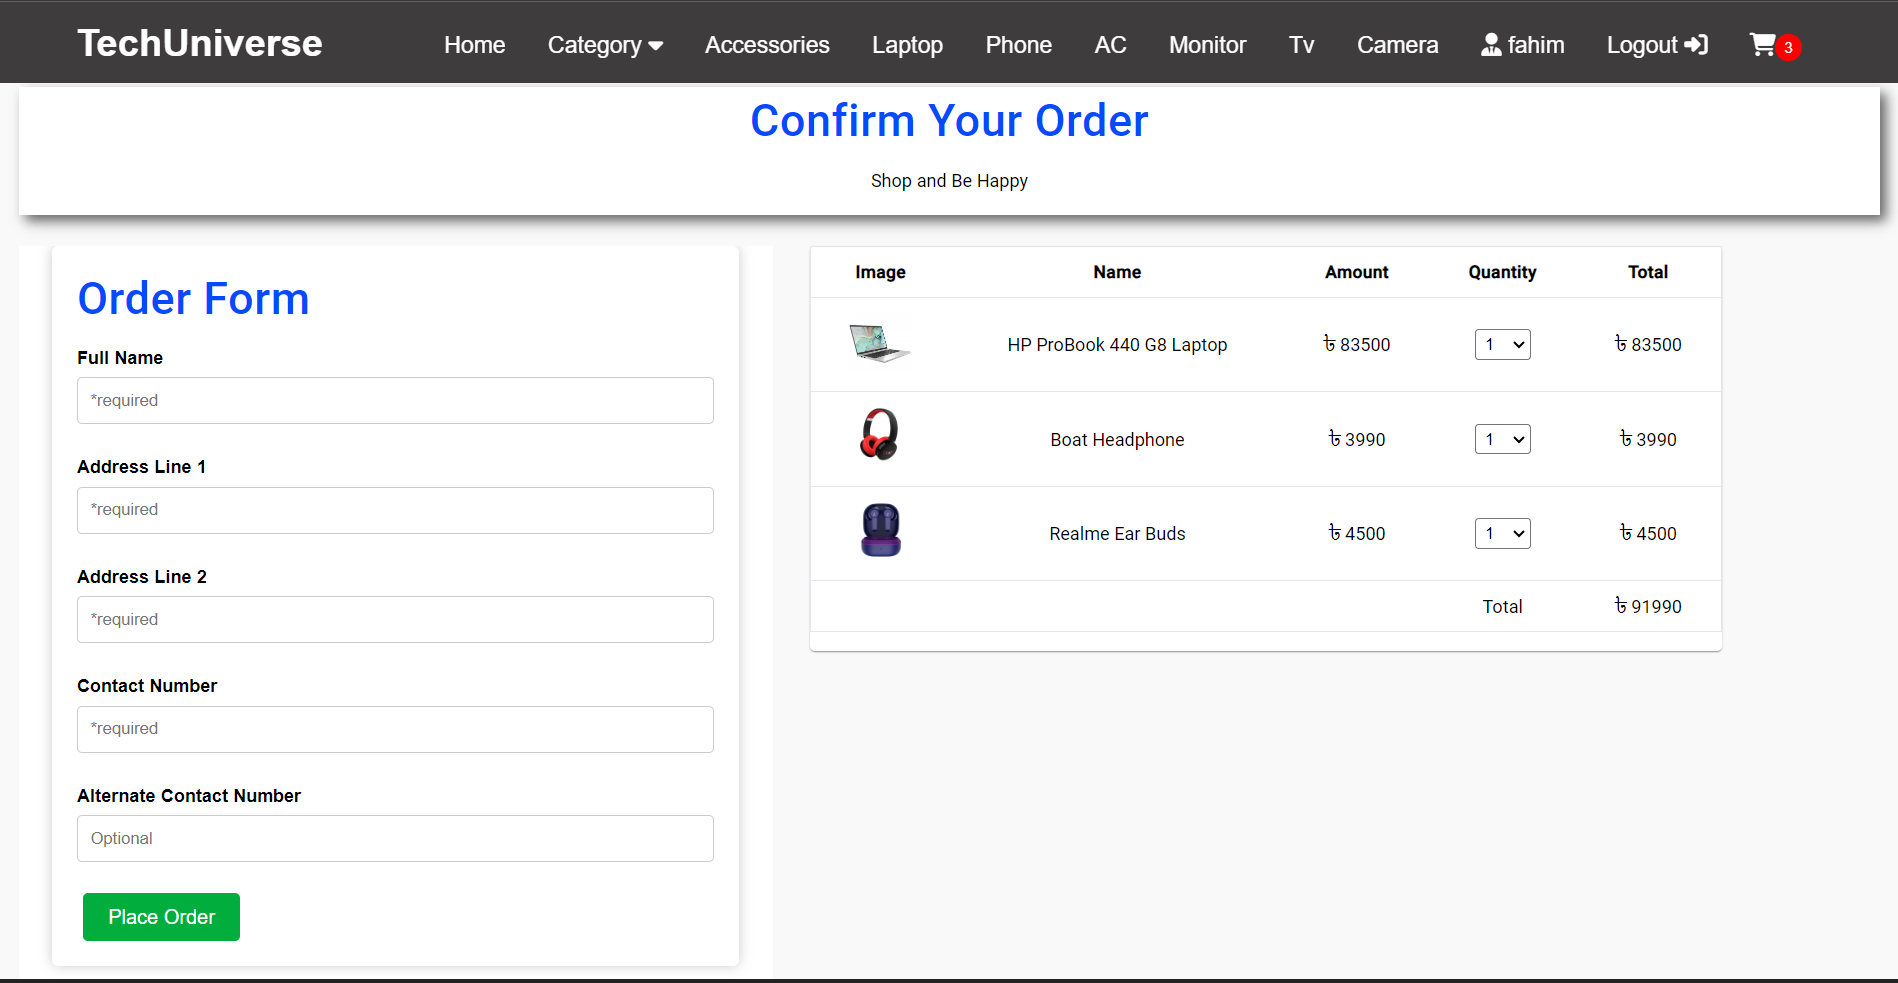 TechUniverse Home Category Accessories Laptop Phone AC Monitor Tv Camera fahim Logout 3
Confirm Your Order
Shop and Be Happy
Order Form
Full Name
*required
Address Line 1
*required
Address Line 2
*required
Contact Number
*required
Alternate Contact Number
Optional
Place Order
Image Name Amount Quantity Total
HP ProBook 440 G8 Laptop ৳ 83500 1 ৳ 83500
Boat Headphone ৳ 3990 1 ৳ 3990
Realme Ear Buds ৳ 4500 1 ৳ 4500
Total ৳ 91990